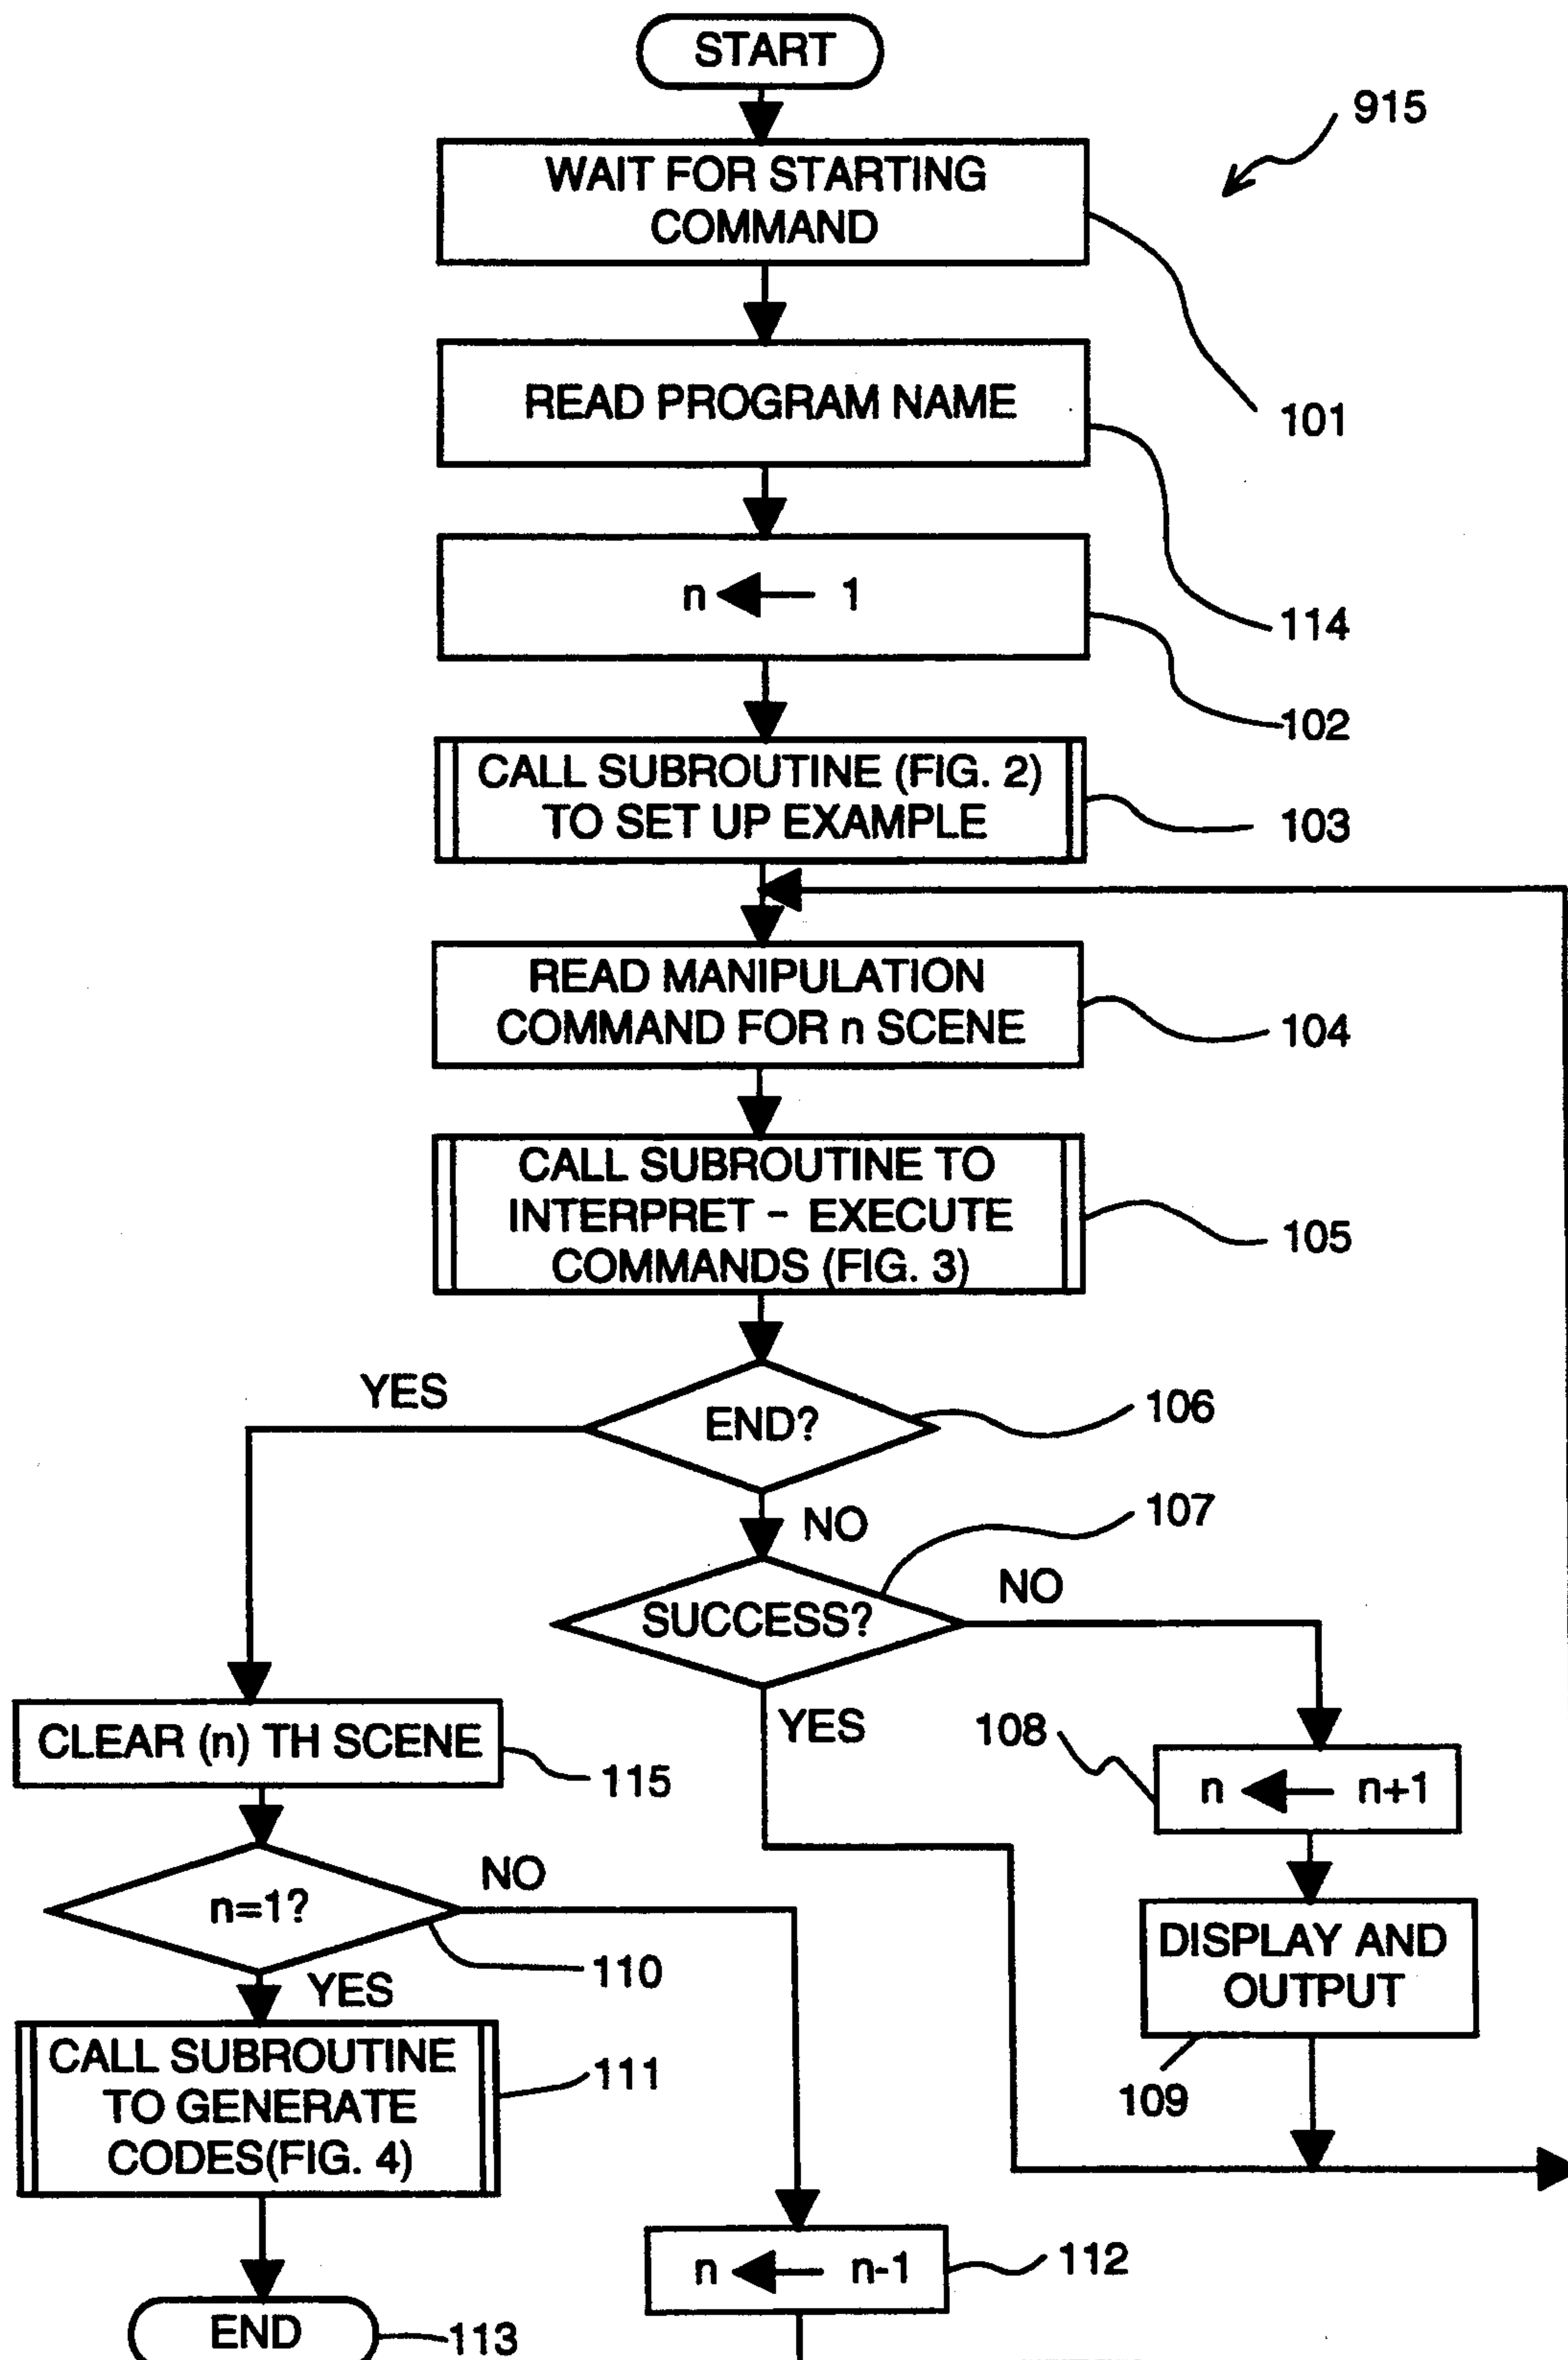 START
915
WAIT FOR STARTING
COMMAND
101
READ PROGRAM NAME
114
n ← 1
102
CALL SUBROUTINE (FIG. 2)
TO SET UP EXAMPLE
103
READ MANIPULATION
COMMAND FOR n SCENE
104
CALL SUBROUTINE TO
INTERPRET - EXECUTE
COMMANDS (FIG. 3)
105
YES
END?
106
NO
107
SUCCESS?
NO
YES
CLEAR (n) TH SCENE
115
108
n ← n+1
n=1?
NO
110
YES
DISPLAY AND
OUTPUT
109
CALL SUBROUTINE
TO GENERATE
CODES(FIG. 4)
111
n ← n-1
112
END
113